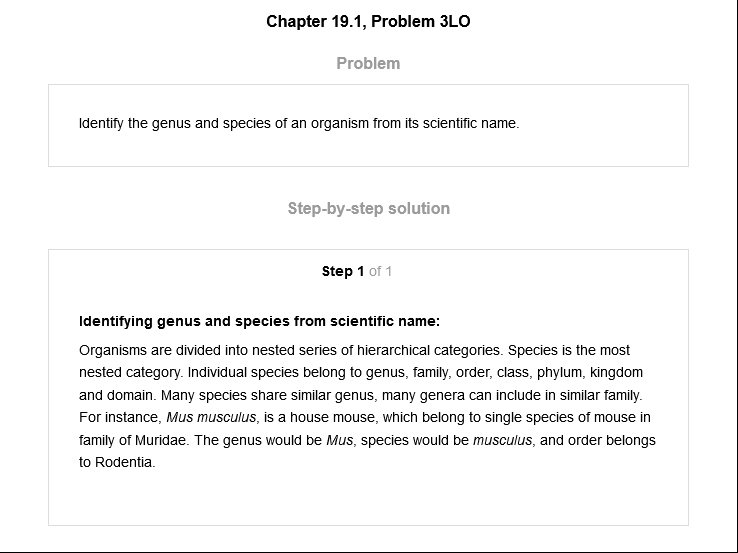 Chapter 19.1, Problem 3LO
Problem
Identify the genus and species of an organism from its scientific name.
Step-by-step solution
Step 1 of 1
Identifying genus and species from scientific name:
Organisms are divided into nested series of hierarchical categories. Species is the most
nested category. Individual species belong to genus, family, order, class, phylum, kingdom
and domain. Many species share similar genus, many genera can include in similar family.
For instance, Mus musculus, is a house mouse, which belong to single species of mouse in
family of Muridae. The genus would be Mus, species would be musculus, and order belongs
to Rodentia.